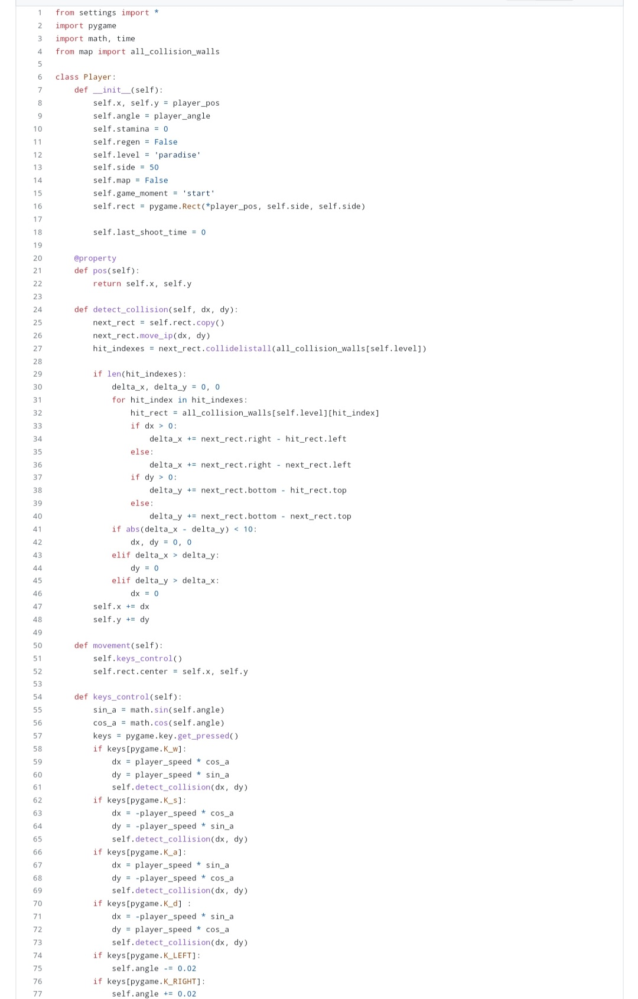 1 from settings import *
2 import pygame
3 import math, time
4 from map import all_collision_walls
5
6 class Player:
7     def __init__(self):
8         self.x, self.y = player_pos
9         self.angle = player_angle
10         self.stamina = 0
11         self.regen = False
12         self.level = 'paradise'
13         self.side = 50
14         self.map = False
15         self.game_moment = 'start'
16         self.rect = pygame.Rect(*player_pos, self.side, self.side)
17
18         self.last_shoot_time = 0
19
20     @property
21     def pos(self):
22         return self.x, self.y
23
24     def detect_collision(self, dx, dy):
25         next_rect = self.rect.copy()
26         next_rect.move_ip(dx, dy)
27         hit_indexes = next_rect.collidelistall(all_collision_walls[self.level])
28
29         if len(hit_indexes):
30             delta_x, delta_y = 0, 0
31             for hit_index in hit_indexes:
32                 hit_rect = all_collision_walls[self.level][hit_index]
33                 if dx > 0:
34                     delta_x += next_rect.right - hit_rect.left
35                 else:
36                     delta_x += next_rect.right - next_rect.left
37                 if dy > 0:
38                     delta_y += next_rect.bottom - hit_rect.top
39                 else:
40                     delta_y += next_rect.bottom - next_rect.top
41             if abs(delta_x - delta_y) < 10:
42                 dx, dy = 0, 0
43             elif delta_x > delta_y:
44                 dy = 0
45             elif delta_y > delta_x:
46                 dx = 0
47         self.x += dx
48         self.y += dy
49
50     def movement(self):
51         self.keys_control()
52         self.rect.center = self.x, self.y
53
54     def keys_control(self):
55         sin_a = math.sin(self.angle)
56         cos_a = math.cos(self.angle)
57         keys = pygame.key.get_pressed()
58         if keys[pygame.K_w]:
59             dx = player_speed * cos_a
60             dy = player_speed * sin_a
61             self.detect_collision(dx, dy)
62         if keys[pygame.K_s]:
63             dx = -player_speed * cos_a
64             dy = -player_speed * sin_a
65             self.detect_collision(dx, dy)
66         if keys[pygame.K_a]:
67             dx = player_speed * sin_a
68             dy = -player_speed * cos_a
69             self.detect_collision(dx, dy)
70         if keys[pygame.K_d] :
71             dx = -player_speed * sin_a
72             dy = player_speed * cos_a
73             self.detect_collision(dx, dy)
74         if keys[pygame.K_LEFT]:
75             self.angle -= 0.02
76         if keys[pygame.K_RIGHT]:
77             self.angle += 0.02